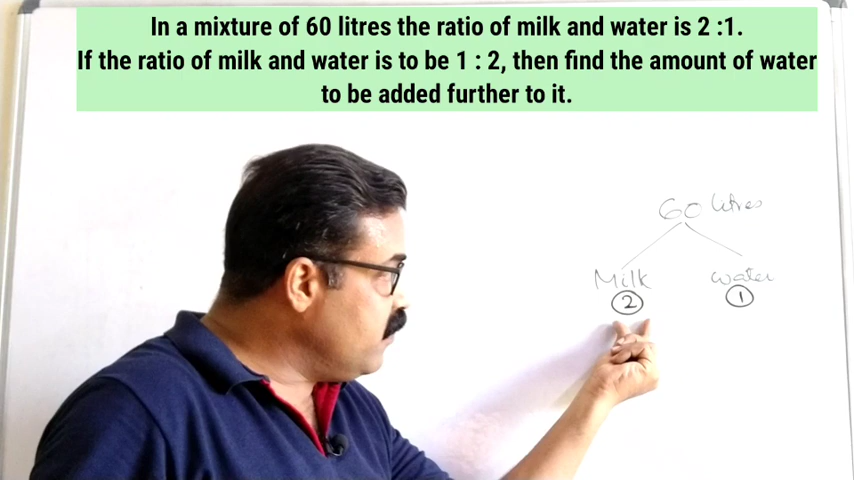 In a mixture of 60 litres the ratio of milk and water is 2 :1.
If the ratio of milk and water is to be 1 : 2, then find the amount of water
to be added further to it.
60 litres
Milk water
2 1